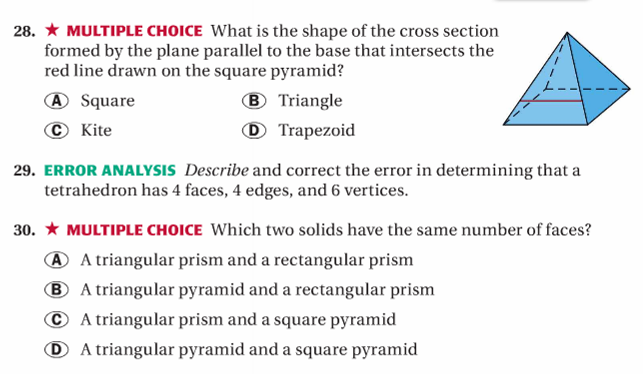 28. ★ MULTIPLE CHOICE What is the shape of the cross section
formed by the plane parallel to the base that intersects the
red line drawn on the square pyramid?
Ⓐ Square Ⓑ Triangle
Ⓒ Kite Ⓓ Trapezoid
29. ERROR ANALYSIS Describe and correct the error in determining that a
tetrahedron has 4 faces, 4 edges, and 6 vertices.
30. ★ MULTIPLE CHOICE Which two solids have the same number of faces?
Ⓐ A triangular prism and a rectangular prism
Ⓑ A triangular pyramid and a rectangular prism
Ⓒ A triangular prism and a square pyramid
Ⓓ A triangular pyramid and a square pyramid